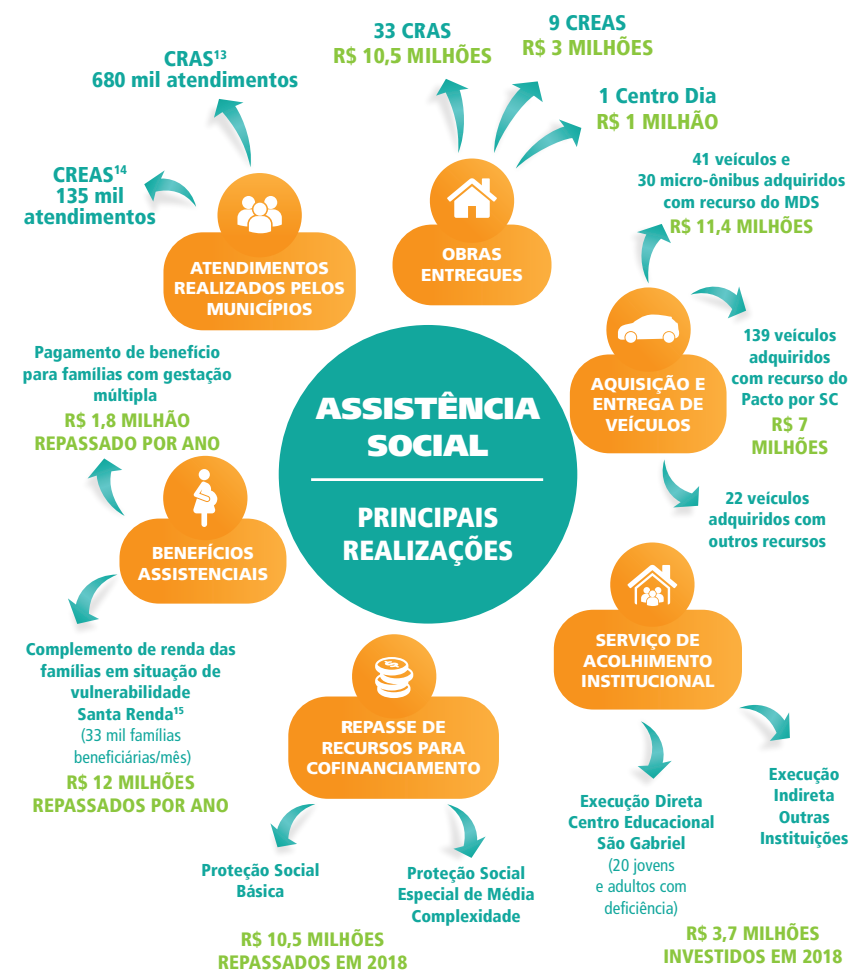 33 CRAS
R$ 10,5 MILHÕES
9 CREAS
R$ 3 MILHÕES
1 Centro Dia
R$ 1 MILHÃO
CRAS¹³
680 mil atendimentos
CREAS¹⁴
135 mil
atendimentos
ATENDIMENTOS
REALIZADOS PELOS
MUNICÍPIOS
OBRAS
ENTREGUES
41 veículos e
30 micro-ônibus adquiridos
com recurso do MDS
R$ 11,4 MILHÕES
AQUISIÇÃO E
ENTREGA DE
VEÍCULOS
139 veículos
adquiridos
com recurso do
Pacto por SC
R$ 7
MILHÕES
22 veículos
adquiridos com
outros recursos
ASSISTÊNCIA
SOCIAL
PRINCIPAIS
REALIZAÇÕES
Pagamento de benefício
para famílias com gestação
múltipla
R$ 1,8 MILHÃO
REPASSADO POR ANO
BENEFÍCIOS
ASSISTENCIAIS
Complemento de renda das
famílias em situação de
vulnerabilidade
Santa Renda¹⁵
(33 mil famílias
beneficiárias/mês)
R$ 12 MILHÕES
REPASSADOS POR ANO
REPASSE DE
RECURSOS PARA
COFINANCIAMENTO
Proteção Social
Básica
Proteção Social
Especial de Média
Complexidade
R$ 10,5 MILHÕES
REPASSADOS EM 2018
SERVIÇO DE
ACOLHIMENTO
INSTITUCIONAL
Execução Direta
Centro Educacional
São Gabriel
(20 jovens
e adultos com
deficiência)
Execução
Indireta
Outras
Instituições
R$ 3,7 MILHÕES
INVESTIDOS EM 2018